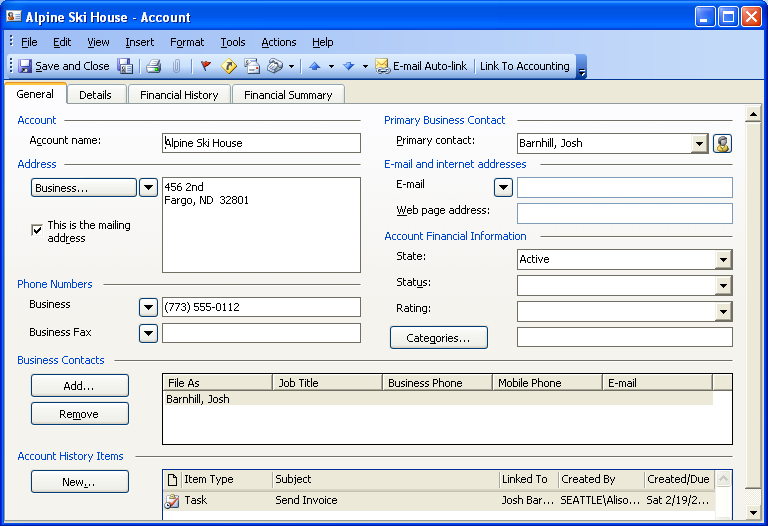 Alpine Ski House - Account
File Edit View Insert Format Tools Actions Help
Save and Close E-mail Auto-link Link To Accounting
General Details Financial History Financial Summary
Account
Account name: Alpine Ski House
Primary Business Contact
Primary contact: Barnhill, Josh
Address
Business...
456 2nd
Fargo, ND 32801
This is the mailing
address
E-mail and internet addresses
E-mail
Web page address:
Account Financial Information
State: Active
Status:
Rating:
Categories...
Phone Numbers
Business (773) 555-0112
Business Fax
Business Contacts
Add...
Remove
File As Job Title Business Phone Mobile Phone E-mail
Barnhill, Josh
Account History Items
New...
Item Type Subject Linked To Created By Created/Due
Task Send Invoice Josh Bar... SEATTLE\Aliso... Sat 2/19/2...